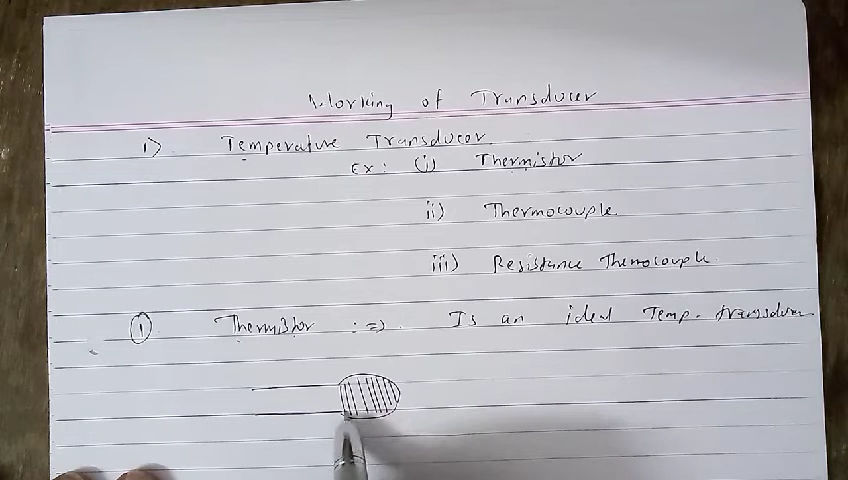 Working of Transducer
1). Temperature Transducer.
Ex: (i) Thermistor
ii) Thermocouple.
iii) Resistance Themocouple.
① Thermistor :⇒). Is an ideal Temp. transducer